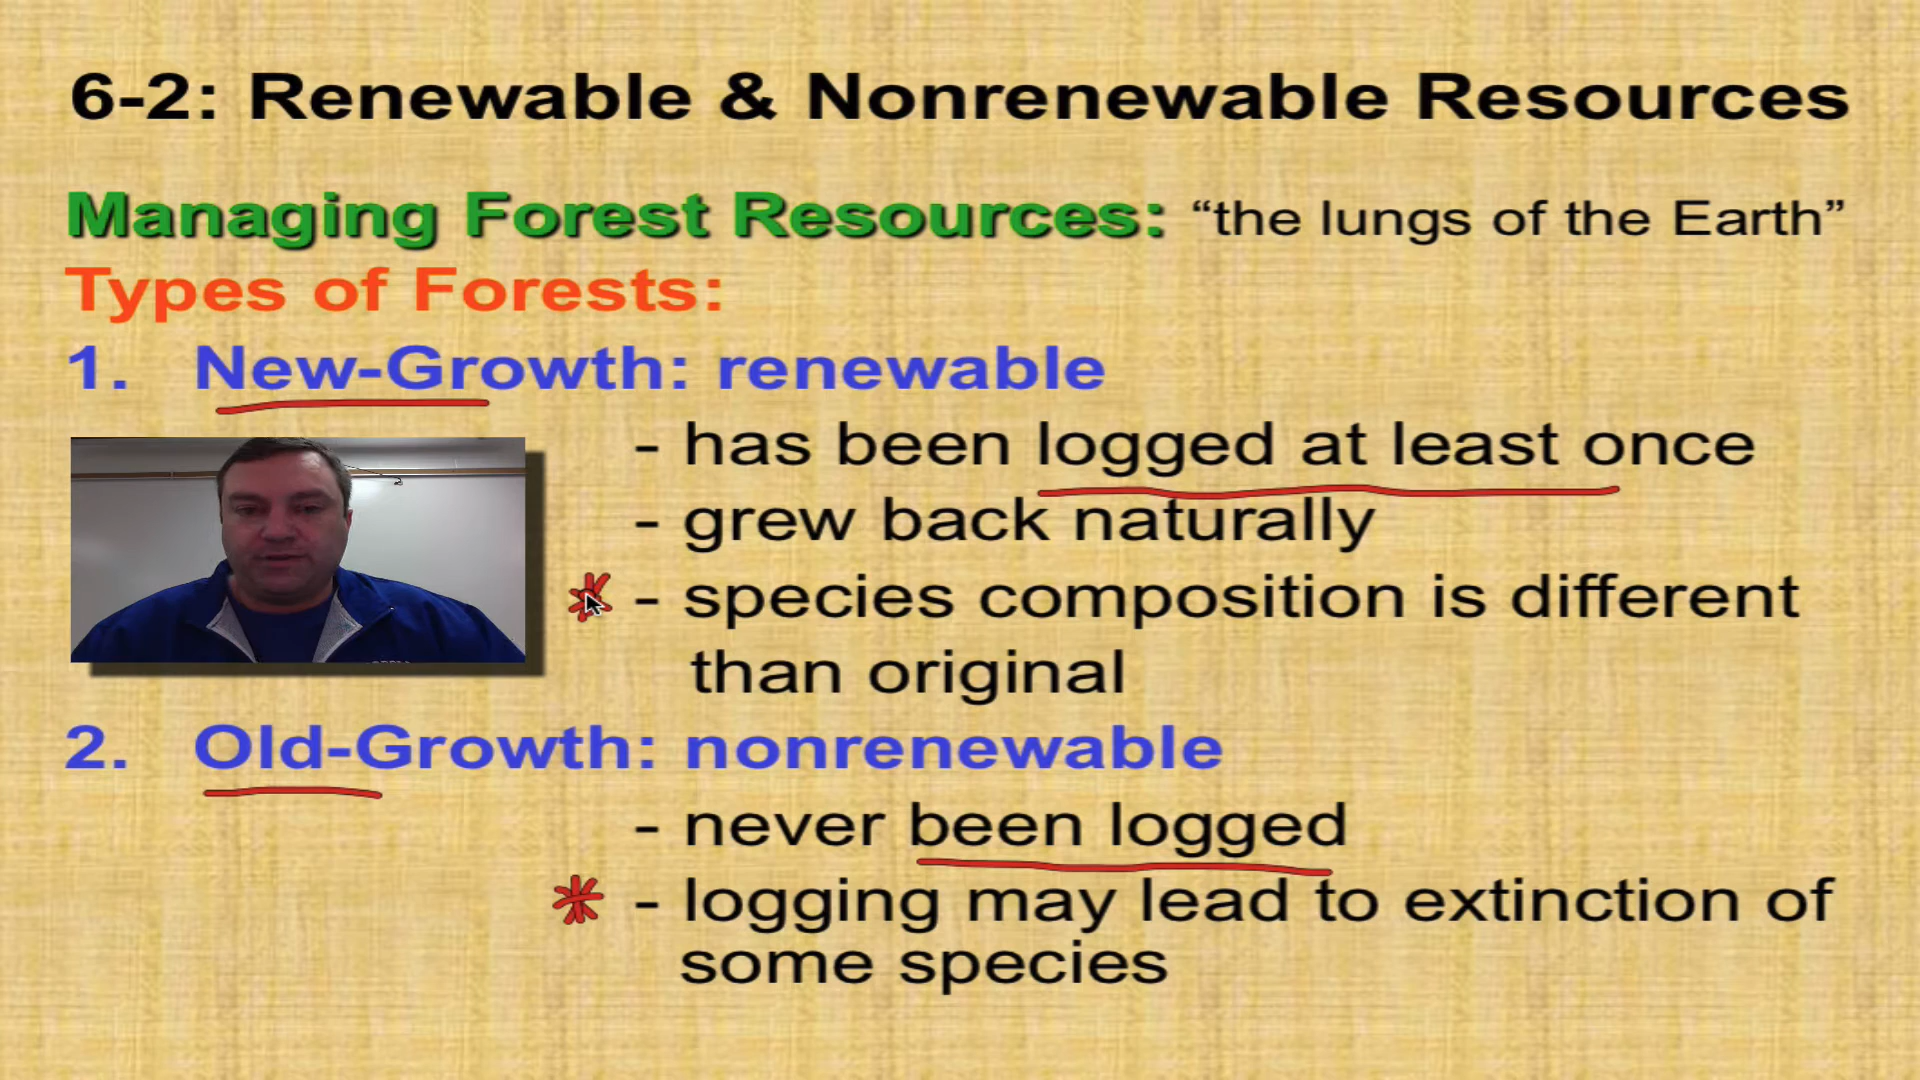 6-2: Renewable & Nonrenewable Resources
Managing Forest Resources: “the lungs of the Earth”
Types of Forests:
1. New-Growth: renewable
- has been logged at least once
- grew back naturally
- species composition is different
than original
2. Old-Growth: nonrenewable
- never been logged
- logging may lead to extinction of
some species